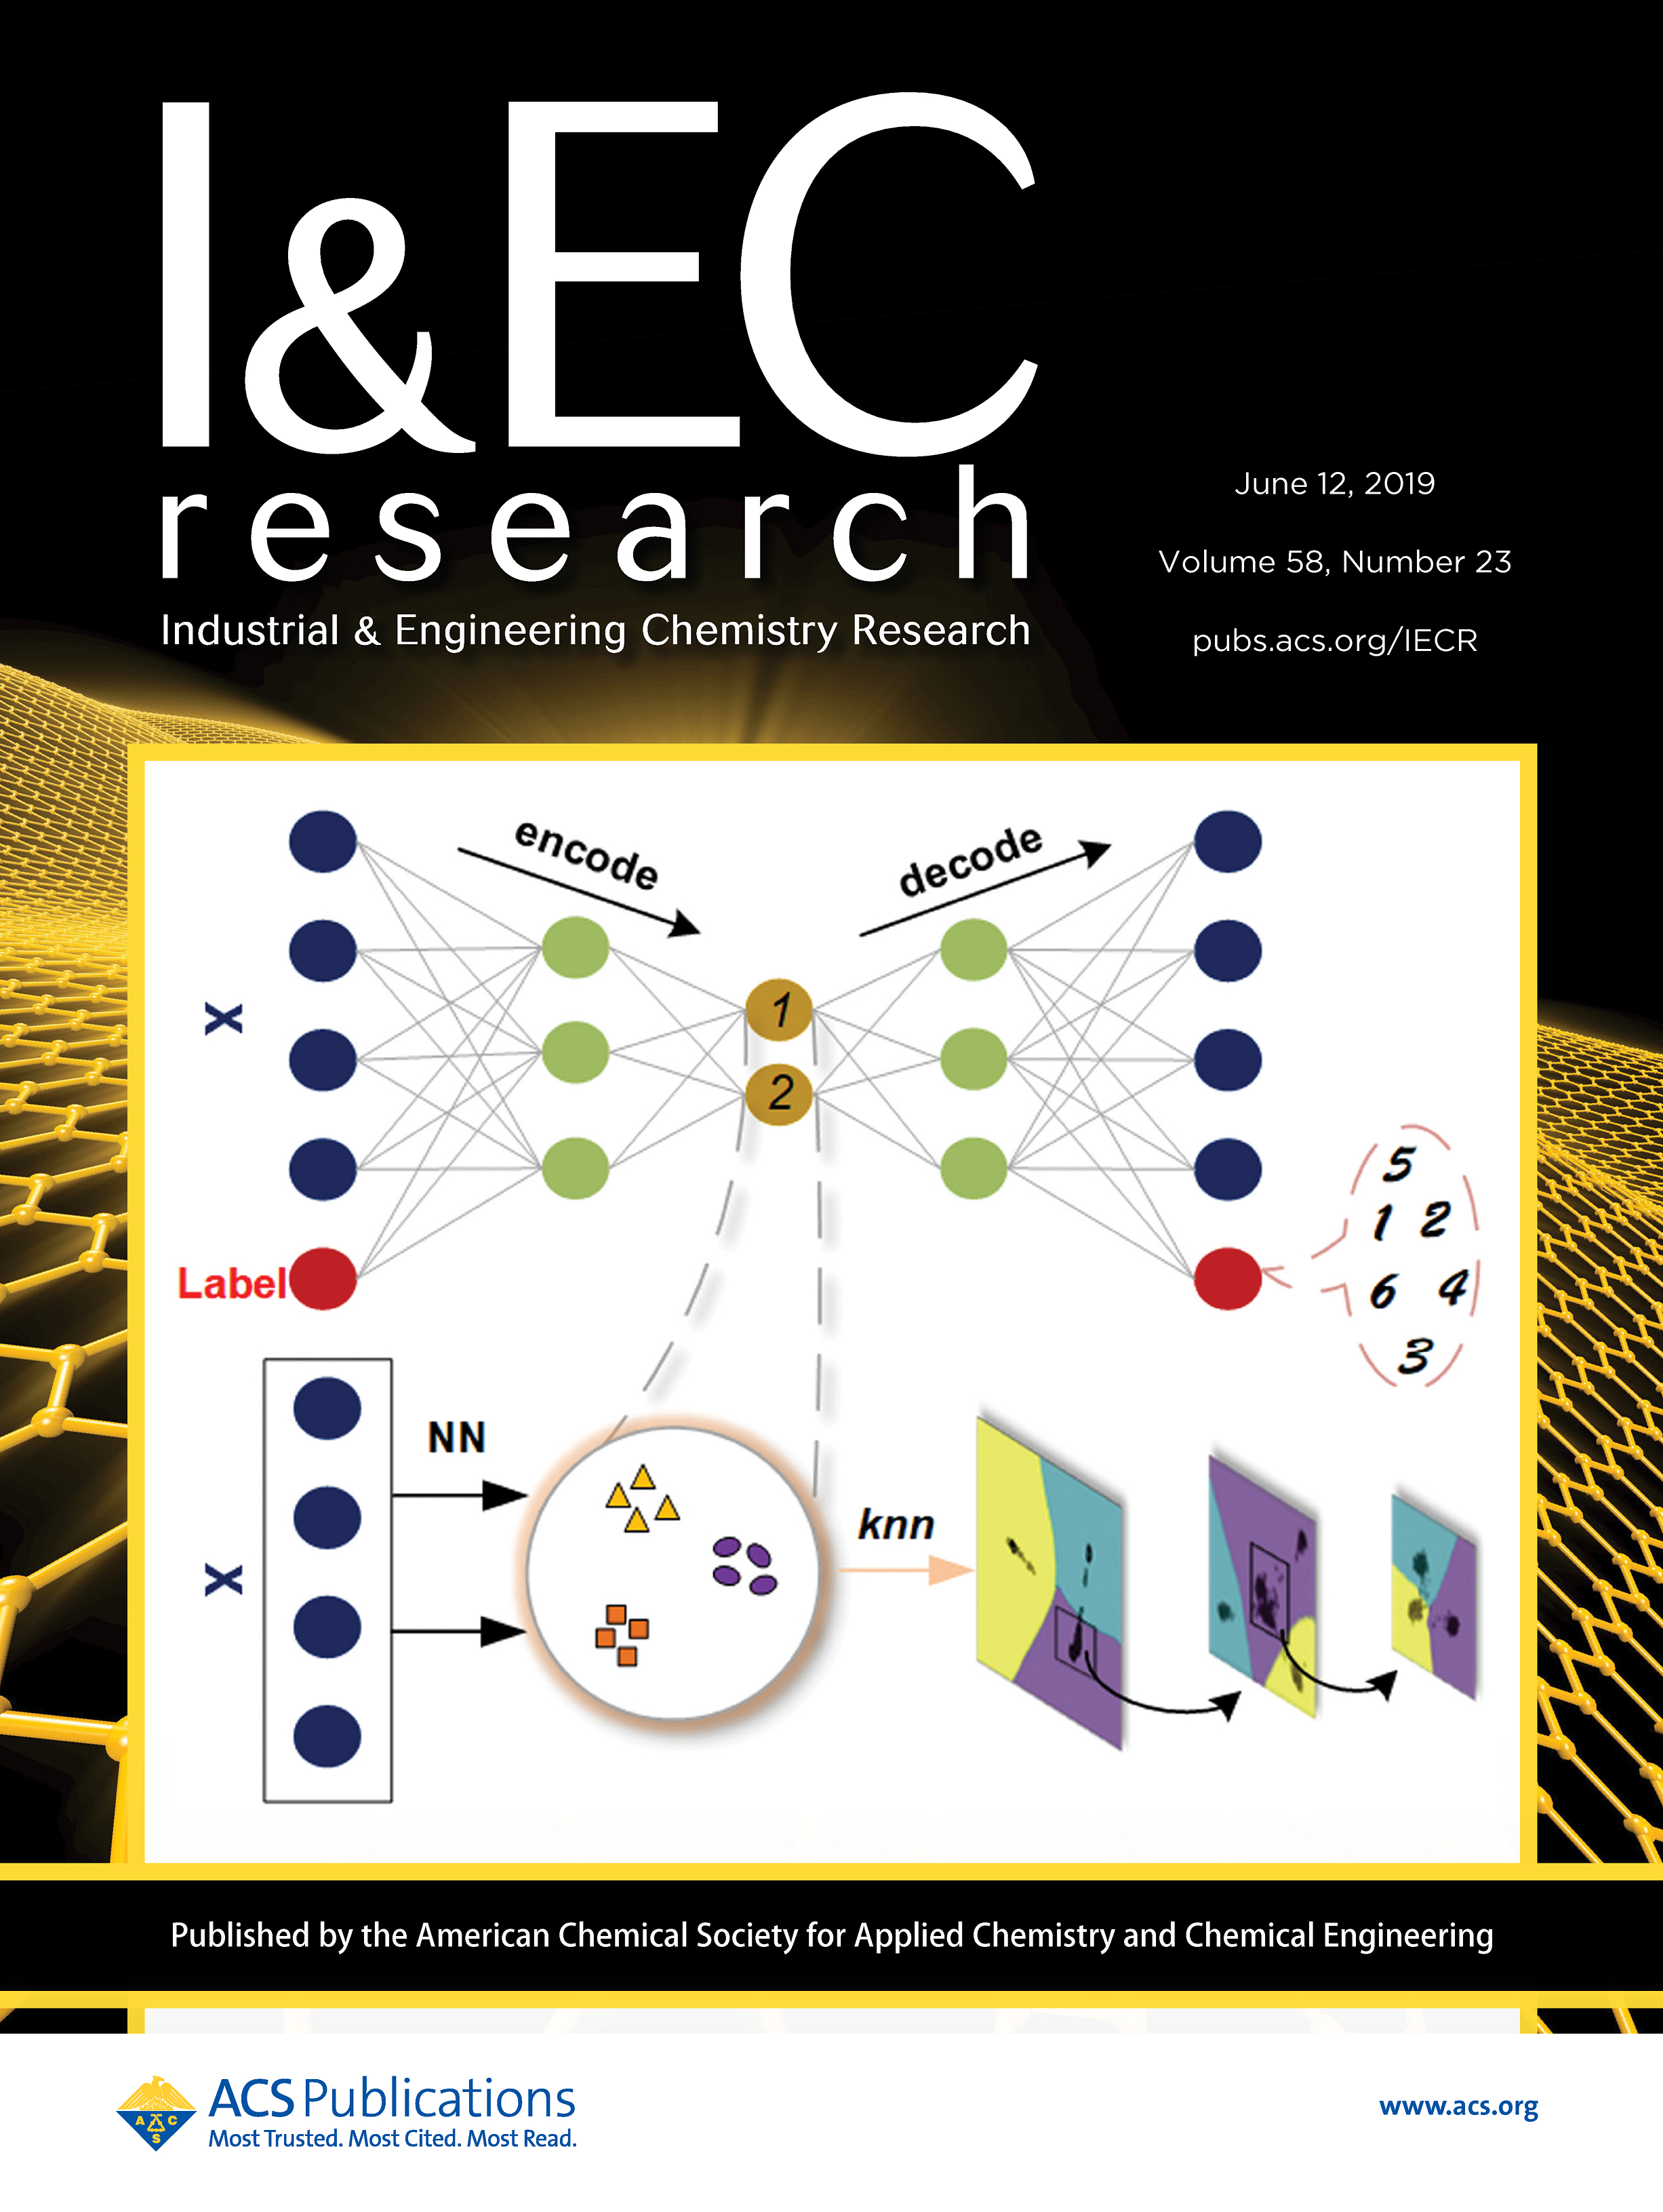 I&EC
research
Industrial & Engineering Chemistry Research
June 12, 2019
Volume 58, Number 23
pubs.acs.org/IECR
encode
decode
X
1
2
Label
5
1 2
6 4
3
NN
X
knn
Published by the American Chemical Society for Applied Chemistry and Chemical Engineering
A C S
ACS Publications
Most Trusted. Most Cited. Most Read.
www.acs.org